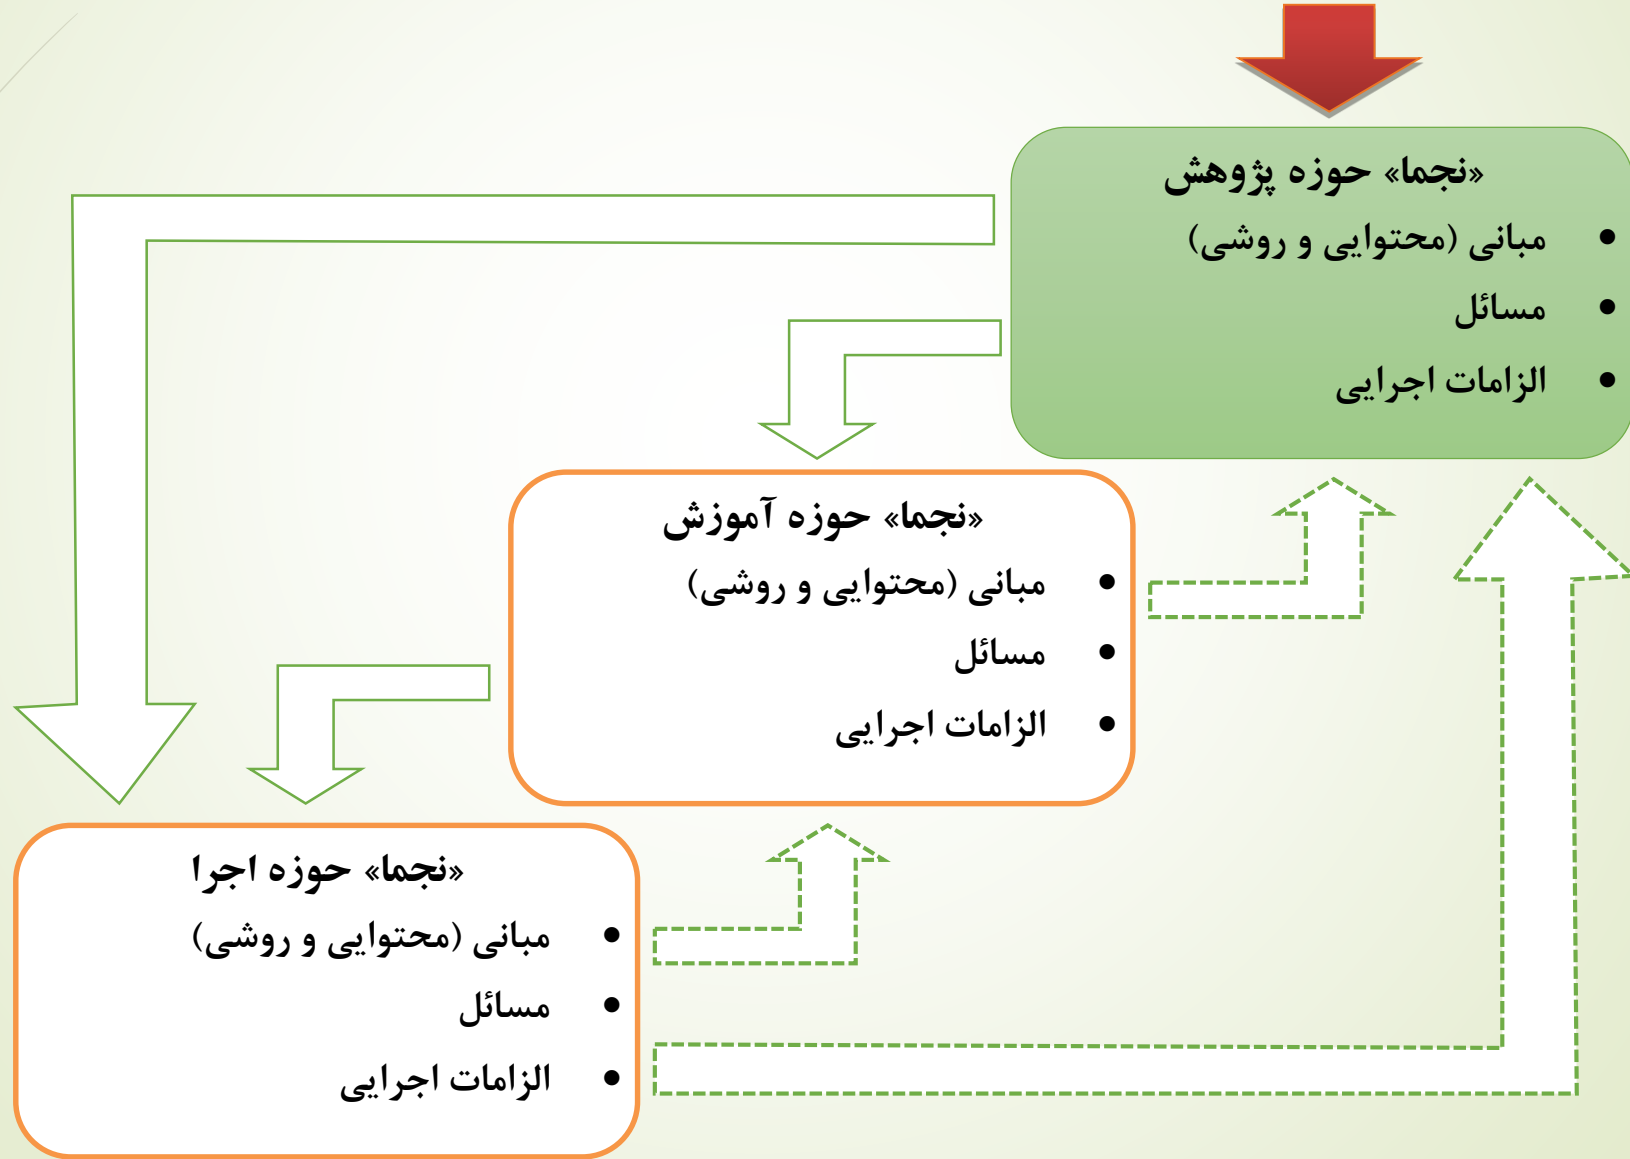 «نجما» حوزه پژوهش
• مبانی (محتوایی و روشی)
• مسائل
• الزامات اجرایی
«نجما» حوزه آموزش
• مبانی (محتوایی و روشی)
• مسائل
• الزامات اجرایی
«نجما» حوزه اجرا
• مبانی (محتوایی و روشی)
• مسائل
• الزامات اجرایی